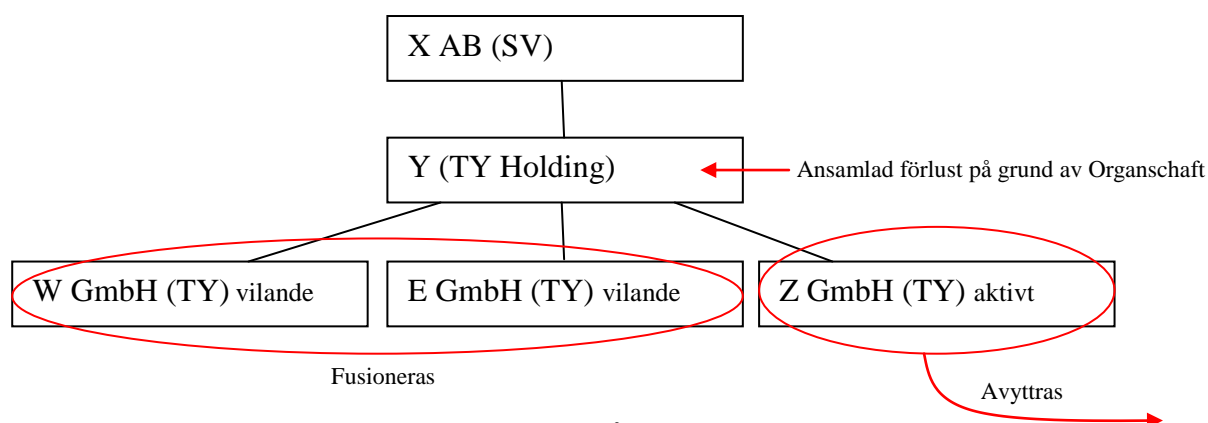 X AB (SV)
Y (TY Holding)
Ansamlad förlust på grund av Organschaft
W GmbH (TY) vilande
E GmbH (TY) vilande
Z GmbH (TY) aktivt
Fusioneras
Avyttras